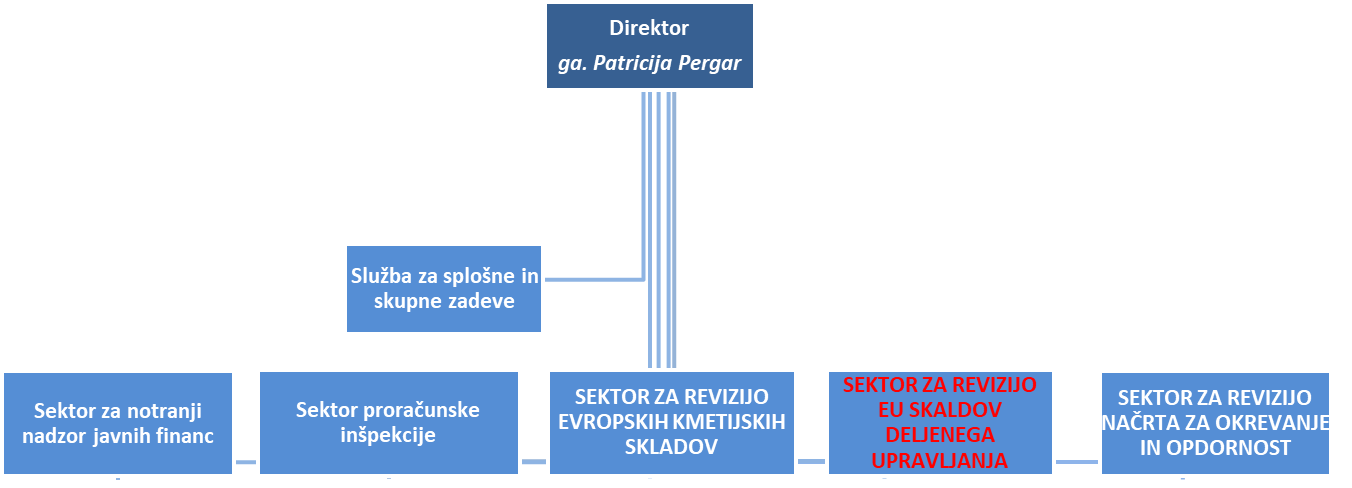 Direktor
ga. Patricija Pergar
Služba za splošne in
skupne zadeve
Sektor za notranji
nadzor javnih financ
Sektor proračunske
inšpekcije
SEKTOR ZA REVIZIJO
EVROPSKIH KMETIJSKIH
SKLADOV
SEKTOR ZA REVIZIJO
EU SKALDOV
DELJENEGA
UPRAVLJANJA
SEKTOR ZA REVIZIJO
NAČRTA ZA OKREVANJE
IN OPDORNOST